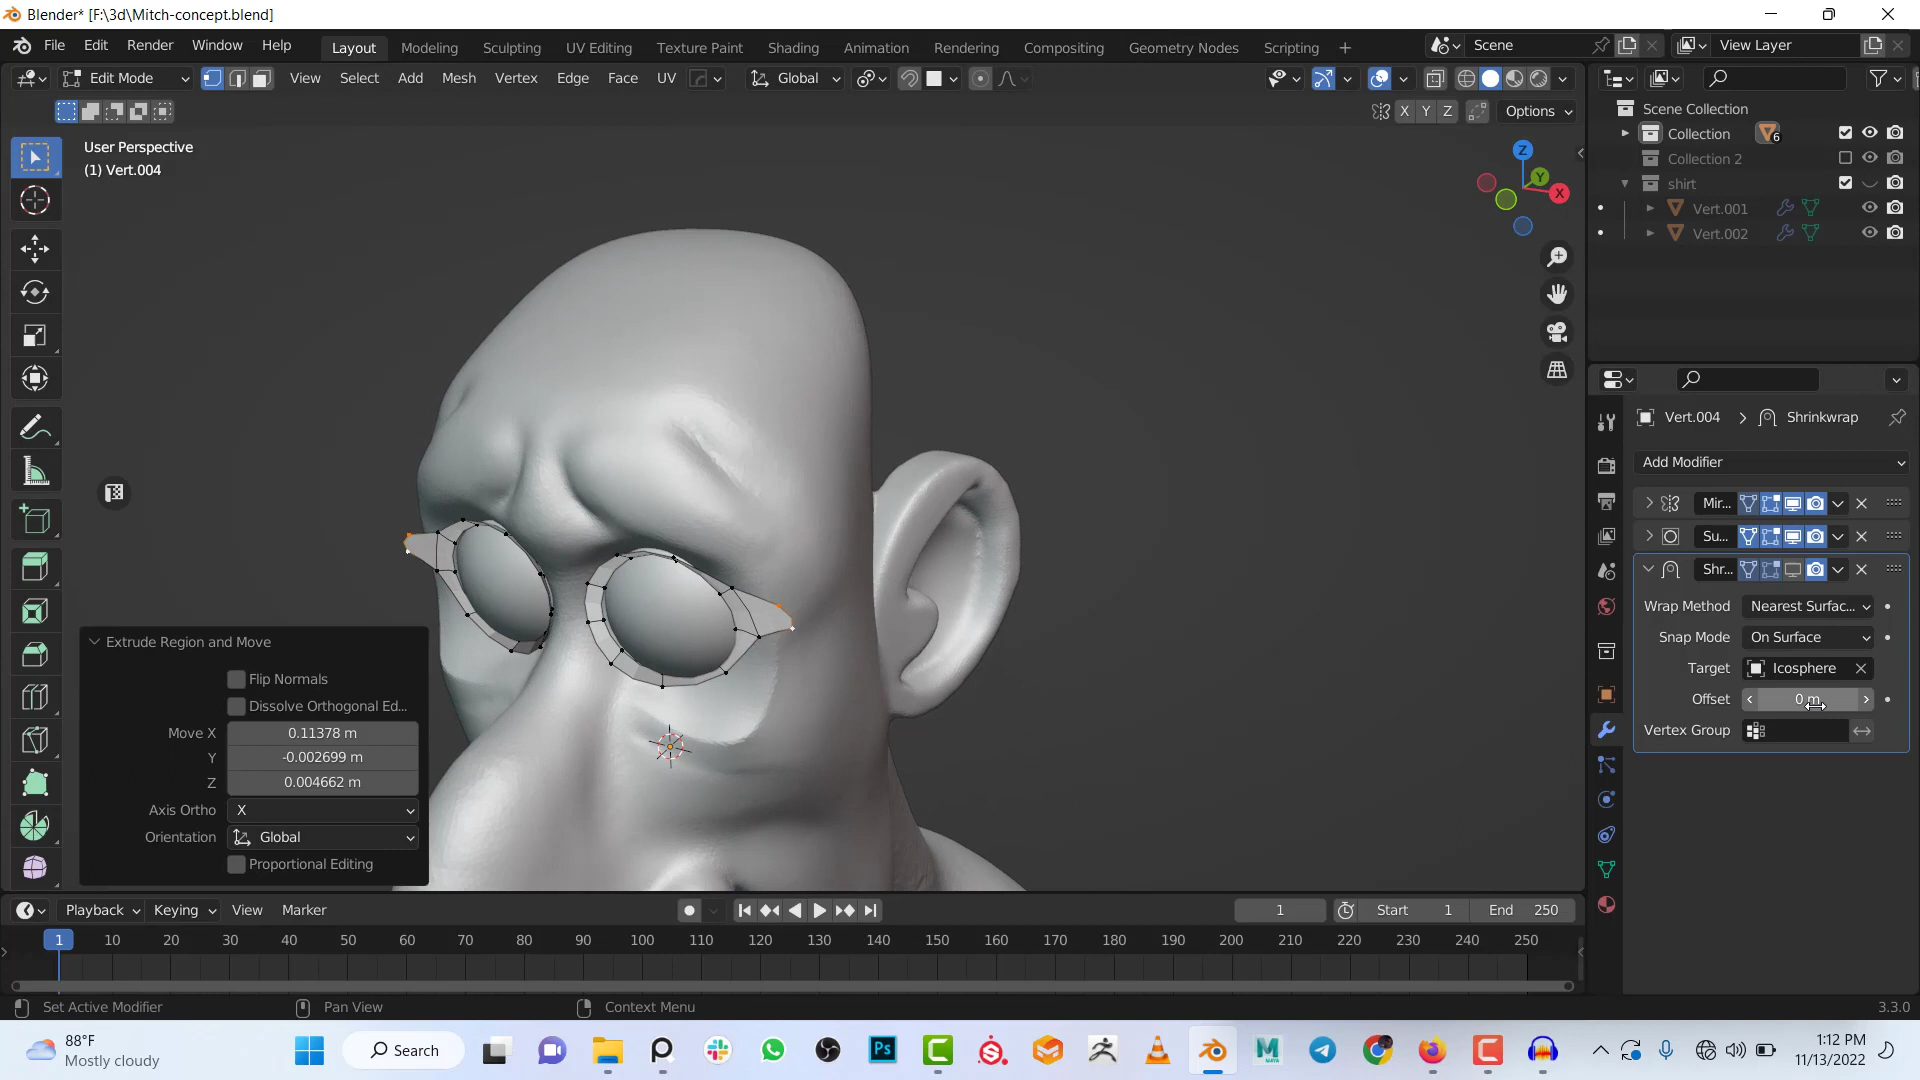 Blender* [F:\3d\Mitch-concept.blend]
File Edit Render Window Help Layout Modeling Sculpting UV Editing Texture Paint Shading Animation Rendering Compositing Geometry Nodes Scripting Scene View Layer
Edit Mode View Select Add Mesh Vertex Edge Face UV Global
X Y Z Options
Scene Collection
Collection 6
Collection 2
shirt
Vert.001
Vert.002
User Perspective
(1) Vert.004
Z
Y
X
Vert.004 > Shrinkwrap
Add Modifier
Mir...
Su...
Shr...
Wrap Method Nearest Surfac...
Snap Mode On Surface
Target Icosphere
Offset 0 m
Vertex Group
Extrude Region and Move
Flip Normals
Dissolve Orthogonal Ed...
Move X 0.11378 m
Y -0.002699 m
Z 0.004662 m
Axis Ortho X
Orientation Global
Proportional Editing
Playback Keying View Marker 1 Start 1 End 250
1 10 20 30 40 50 60 70 80 90 100 110 120 130 140 150 160 170 180 190 200 210 220 230 240 250
Set Active Modifier Pan View Context Menu 3.3.0
88°F
Mostly cloudy
Search
Ps
1:12 PM
11/13/2022